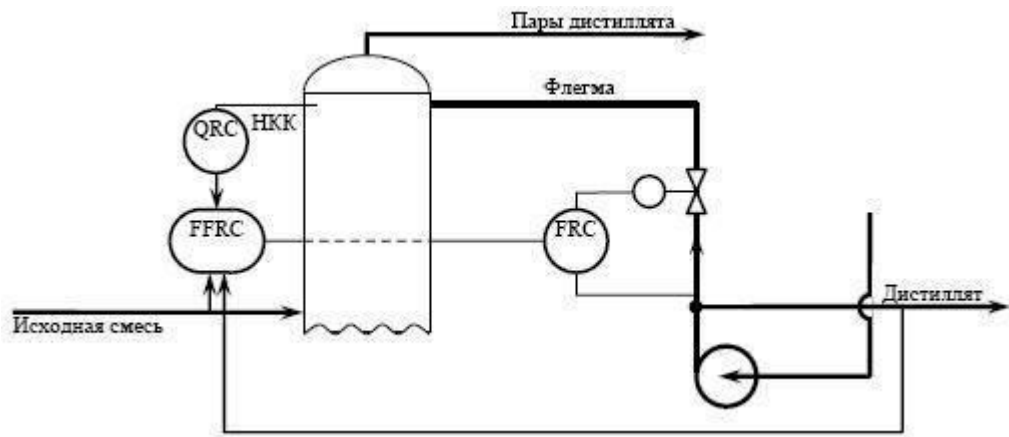 Пары дистиллята
Флегма
QRC
НКК
FFRC
FRC
Дистиллят
Исходная смесь